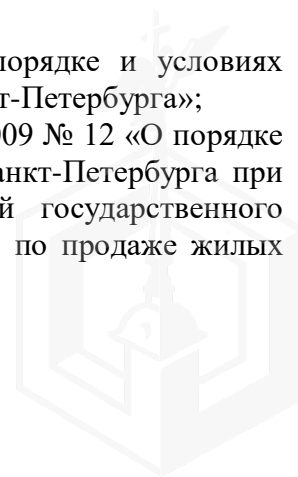 порядке и условиях
т-Петербурга»;
009 № 12 «О порядке
анкт-Петербурга при
й государственного
по продаже жилых